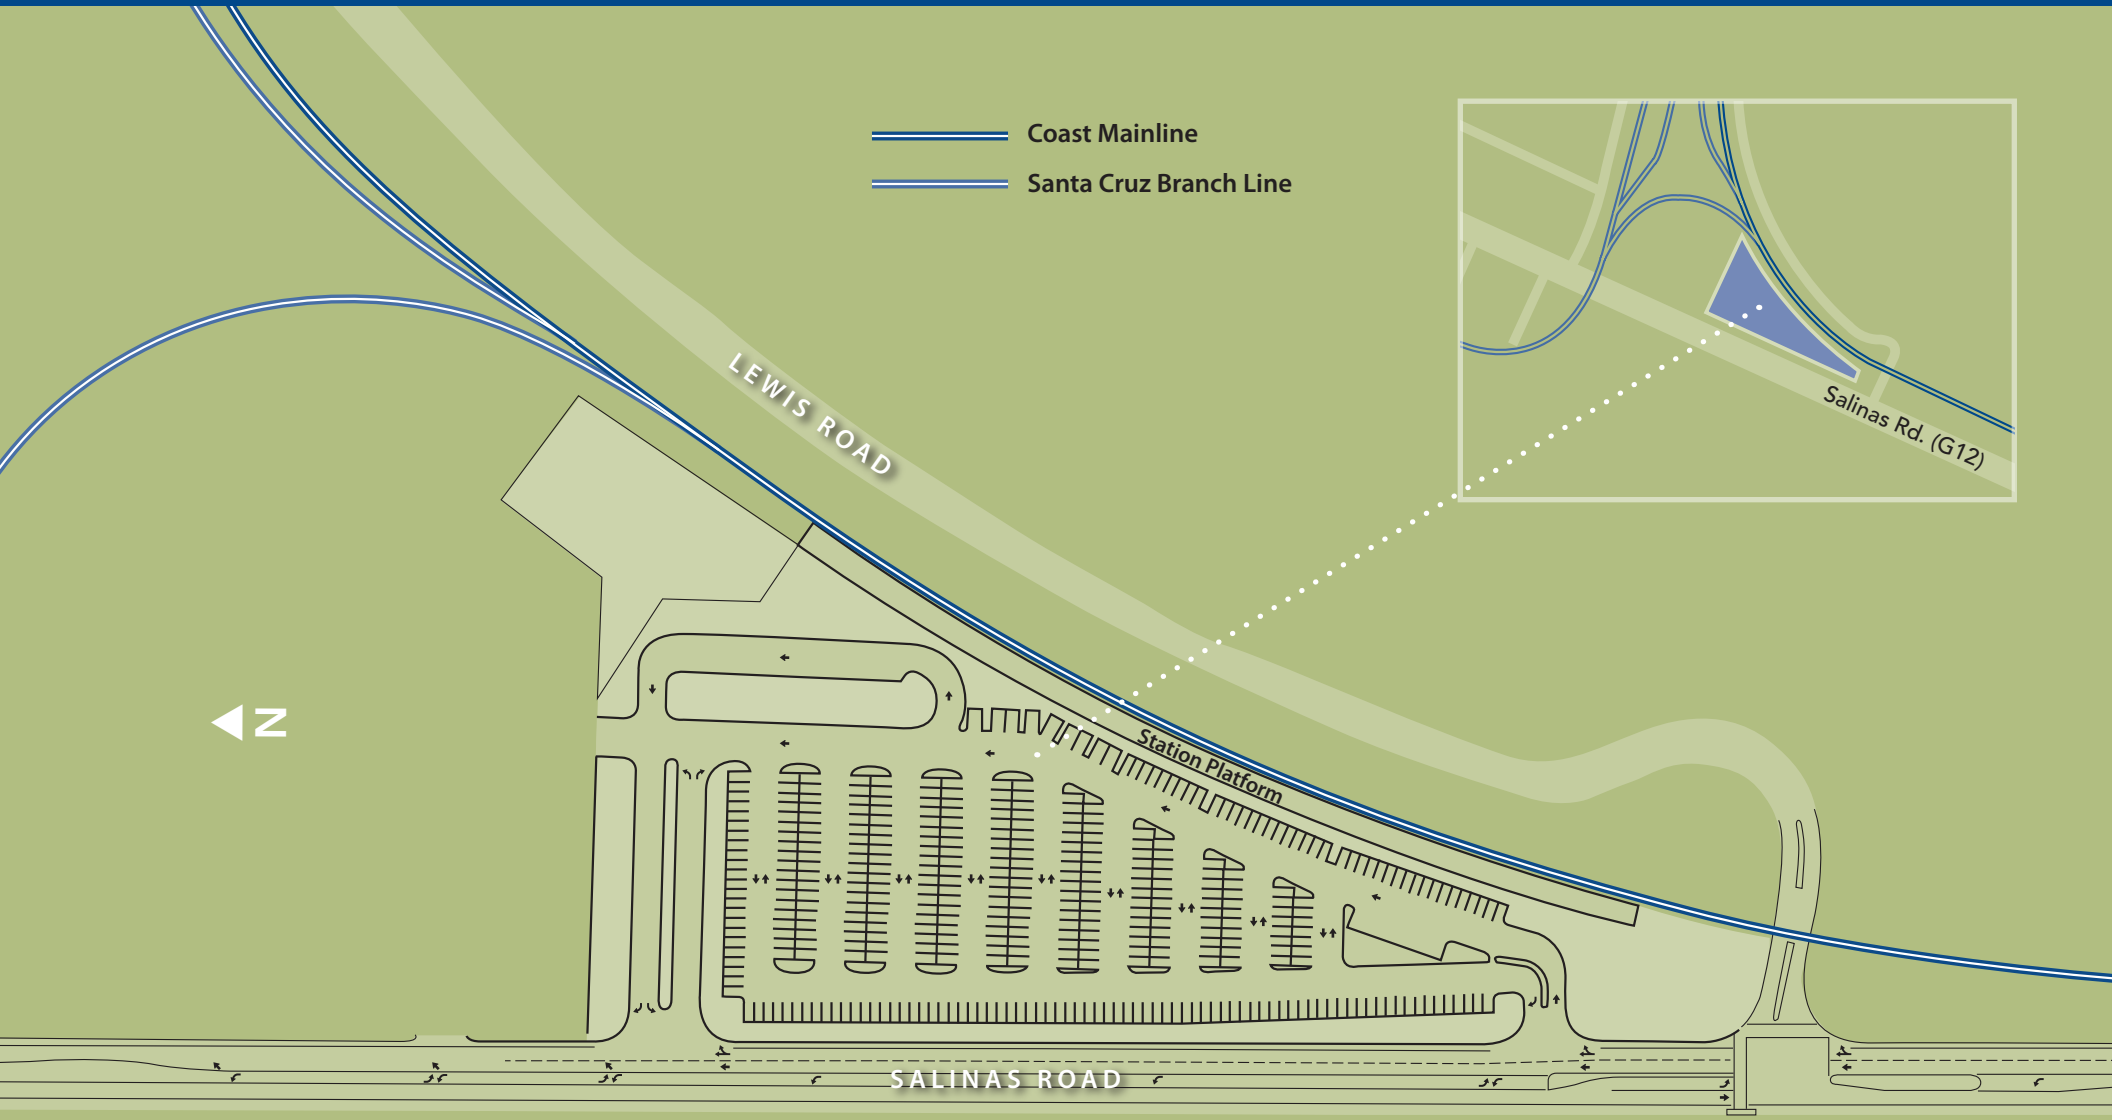 Coast Mainline
Santa Cruz Branch Line
LEWIS ROAD
Salinas Rd. (G12)
N
Station Platform
SALINAS ROAD